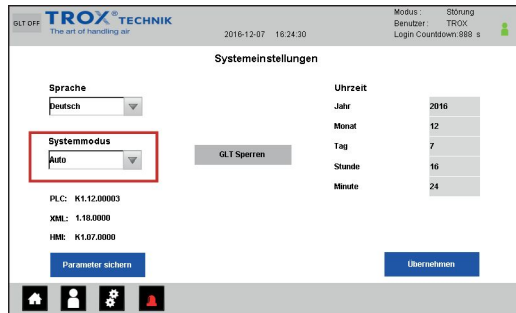 GLT OFF
TROX® TECHNIK
The art of handling air
2016-12-07 16:24:30
Modus: Störung
Benutzer: TROX
Login Countdown:888 s
Systemeinstellungen
Sprache
Deutsch
Systemmodus
Auto
PLC: K1.12.00003
XML: 1.18.0000
HMI: K1.07.0000
Parameter sichern
GLT Sperren
Uhrzeit
Jahr 2016
Monat 12
Tag 7
Stunde 16
Minute 24
Übernehmen